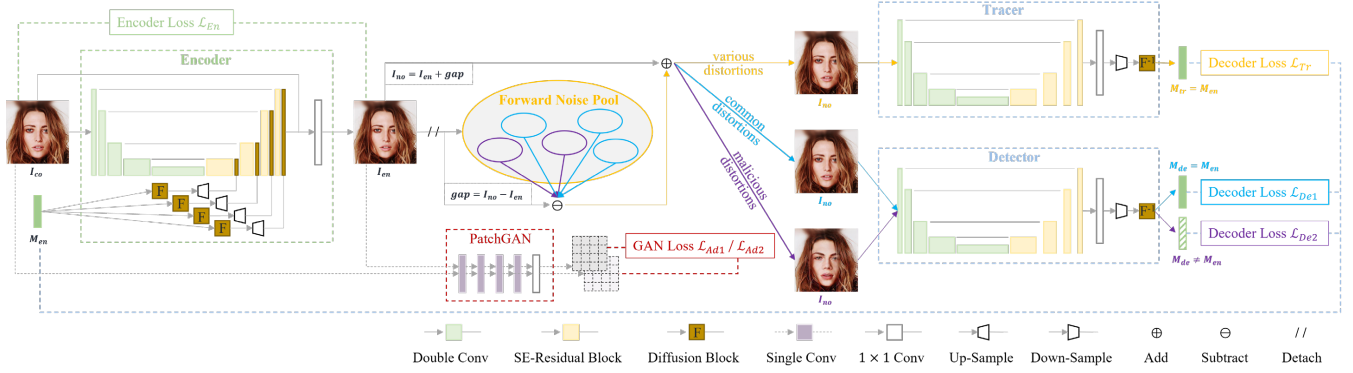 Encoder Loss ℒ_En
Encoder
I_co
M_en
F
F
F
F
I_en
I_no = I_en + gap
//
Forward Noise Pool
gap = I_no − I_en
⊖
⊕
PatchGAN
GAN Loss ℒ_Ad1 / ℒ_Ad2
various
distortions
common
distortions
malicious
distortions
I_no
I_no
I_no
Tracer
F⁻¹
Decoder Loss ℒ_Tr
M_tr = M_en
Detector
F⁻¹
M_de = M_en
Decoder Loss ℒ_De1
Decoder Loss ℒ_De2
M_de ≠ M_en
F
⊕
⊖
//
Double Conv
SE-Residual Block
Diffusion Block
Single Conv
1 × 1 Conv
Up-Sample
Down-Sample
Add
Subtract
Detach